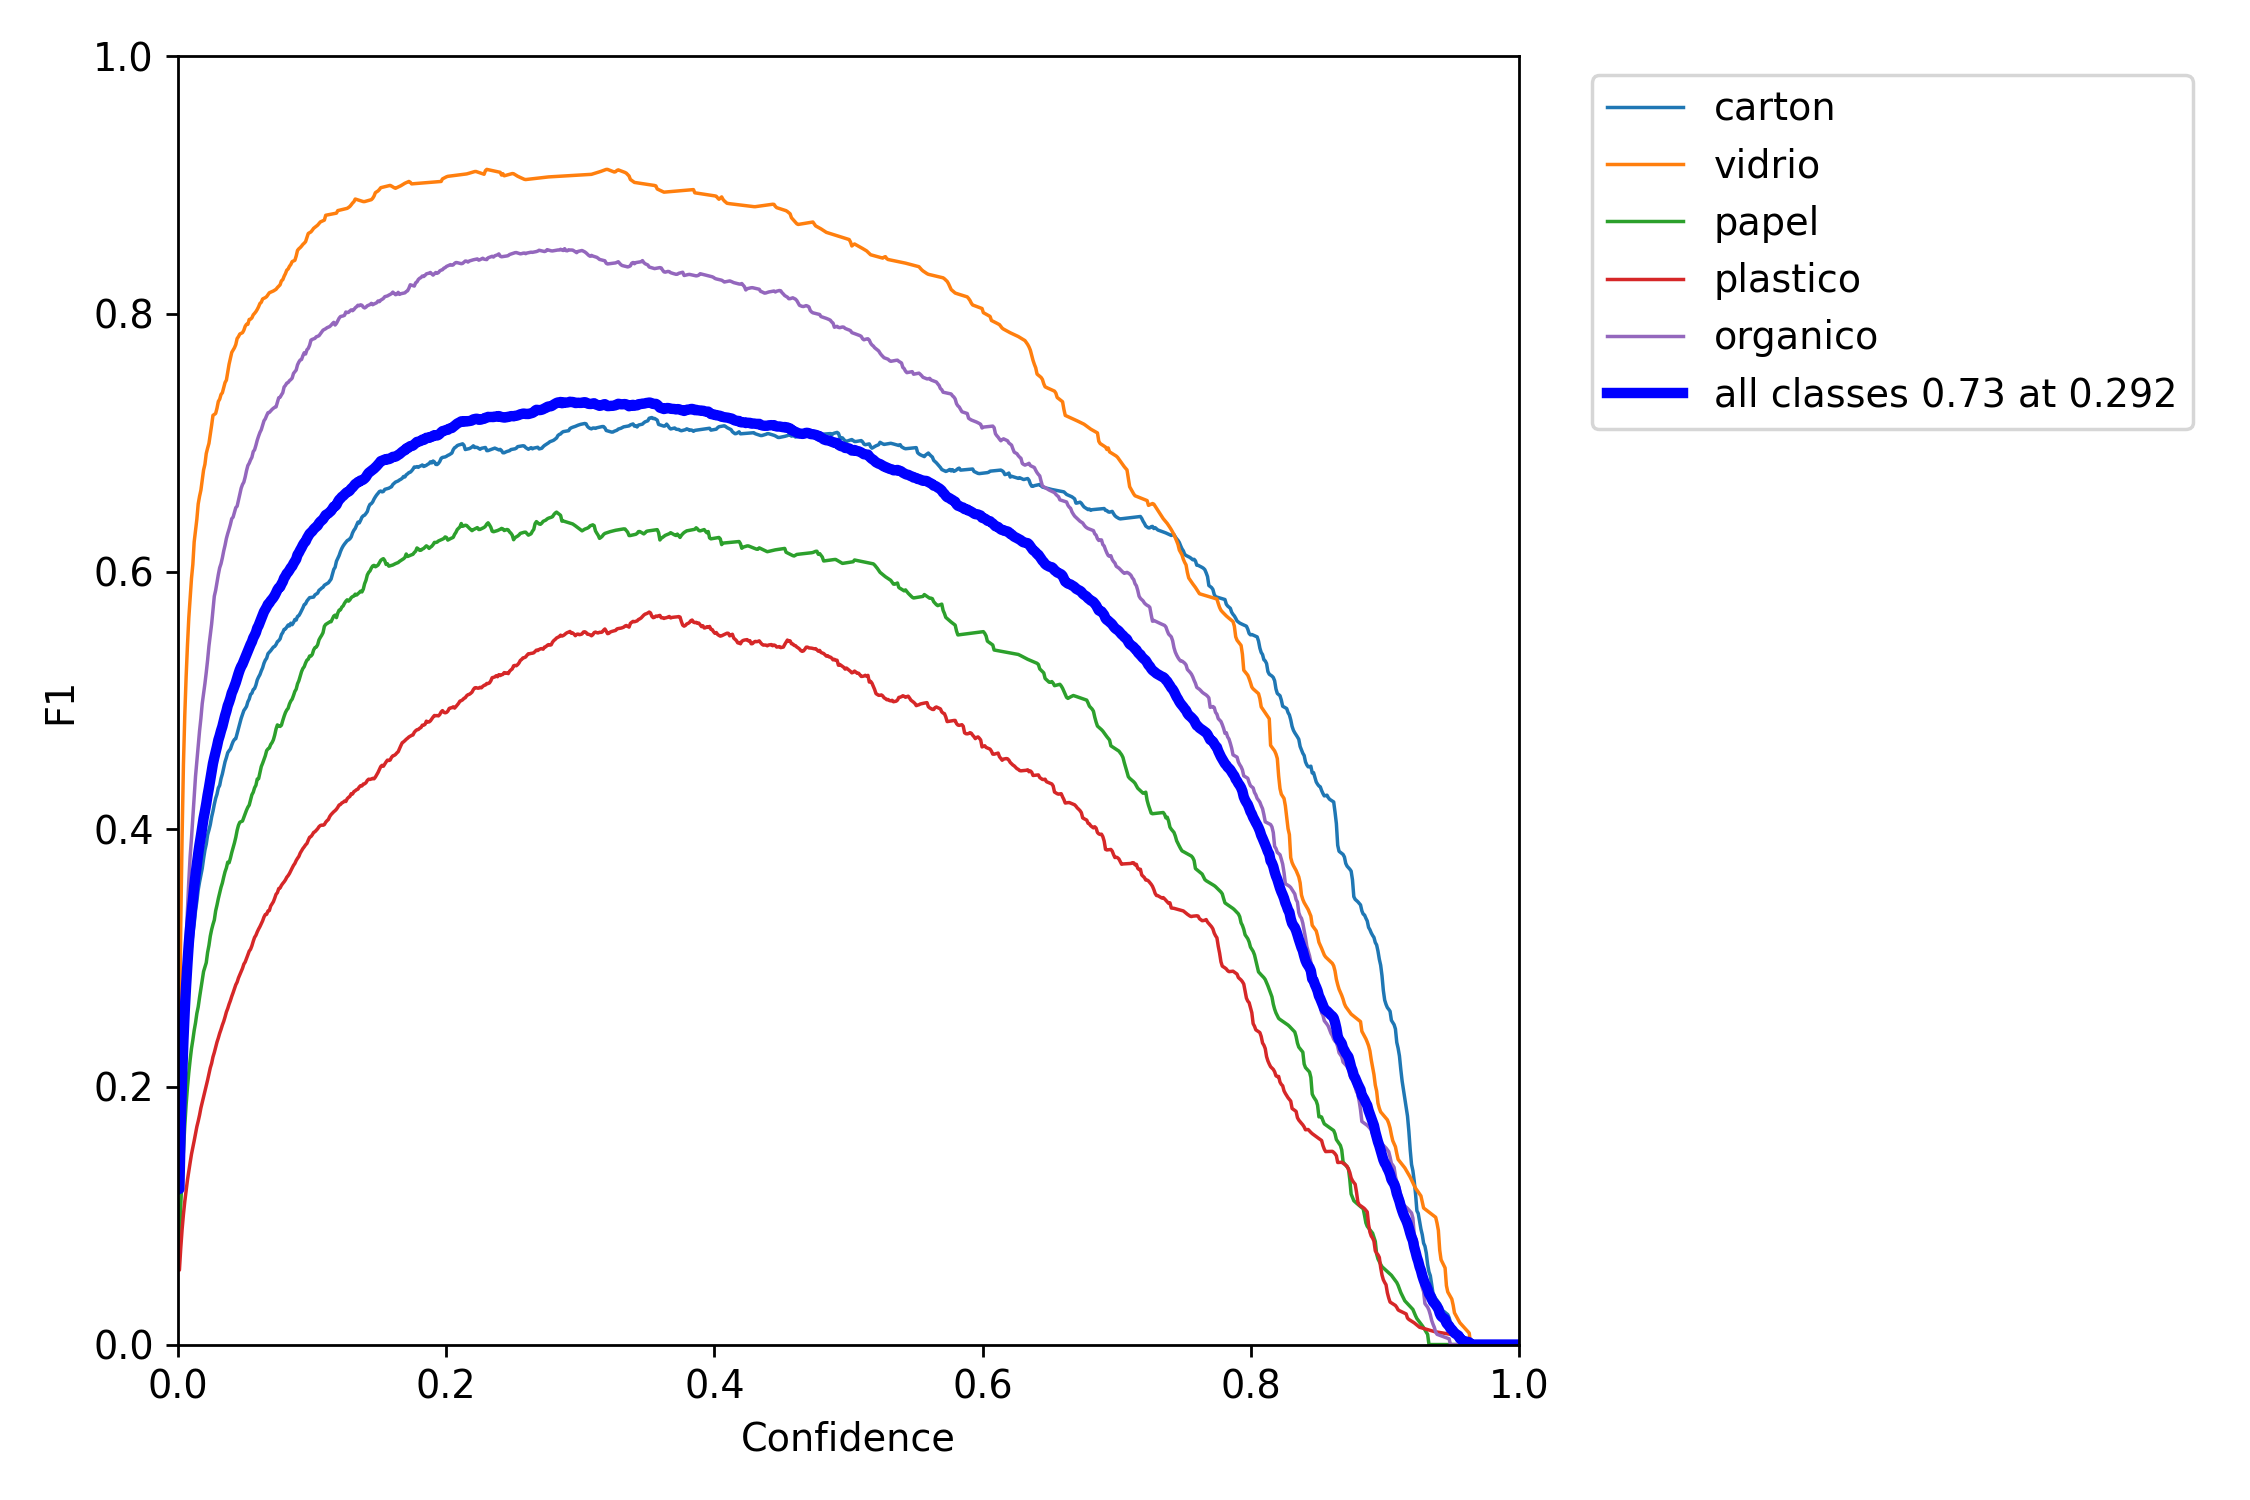 1.0
0.8
0.6
0.4
0.2
0.0
F1
0.0 0.2 0.4 0.6 0.8 1.0
Confidence
carton
vidrio
papel
plastico
organico
all classes 0.73 at 0.292